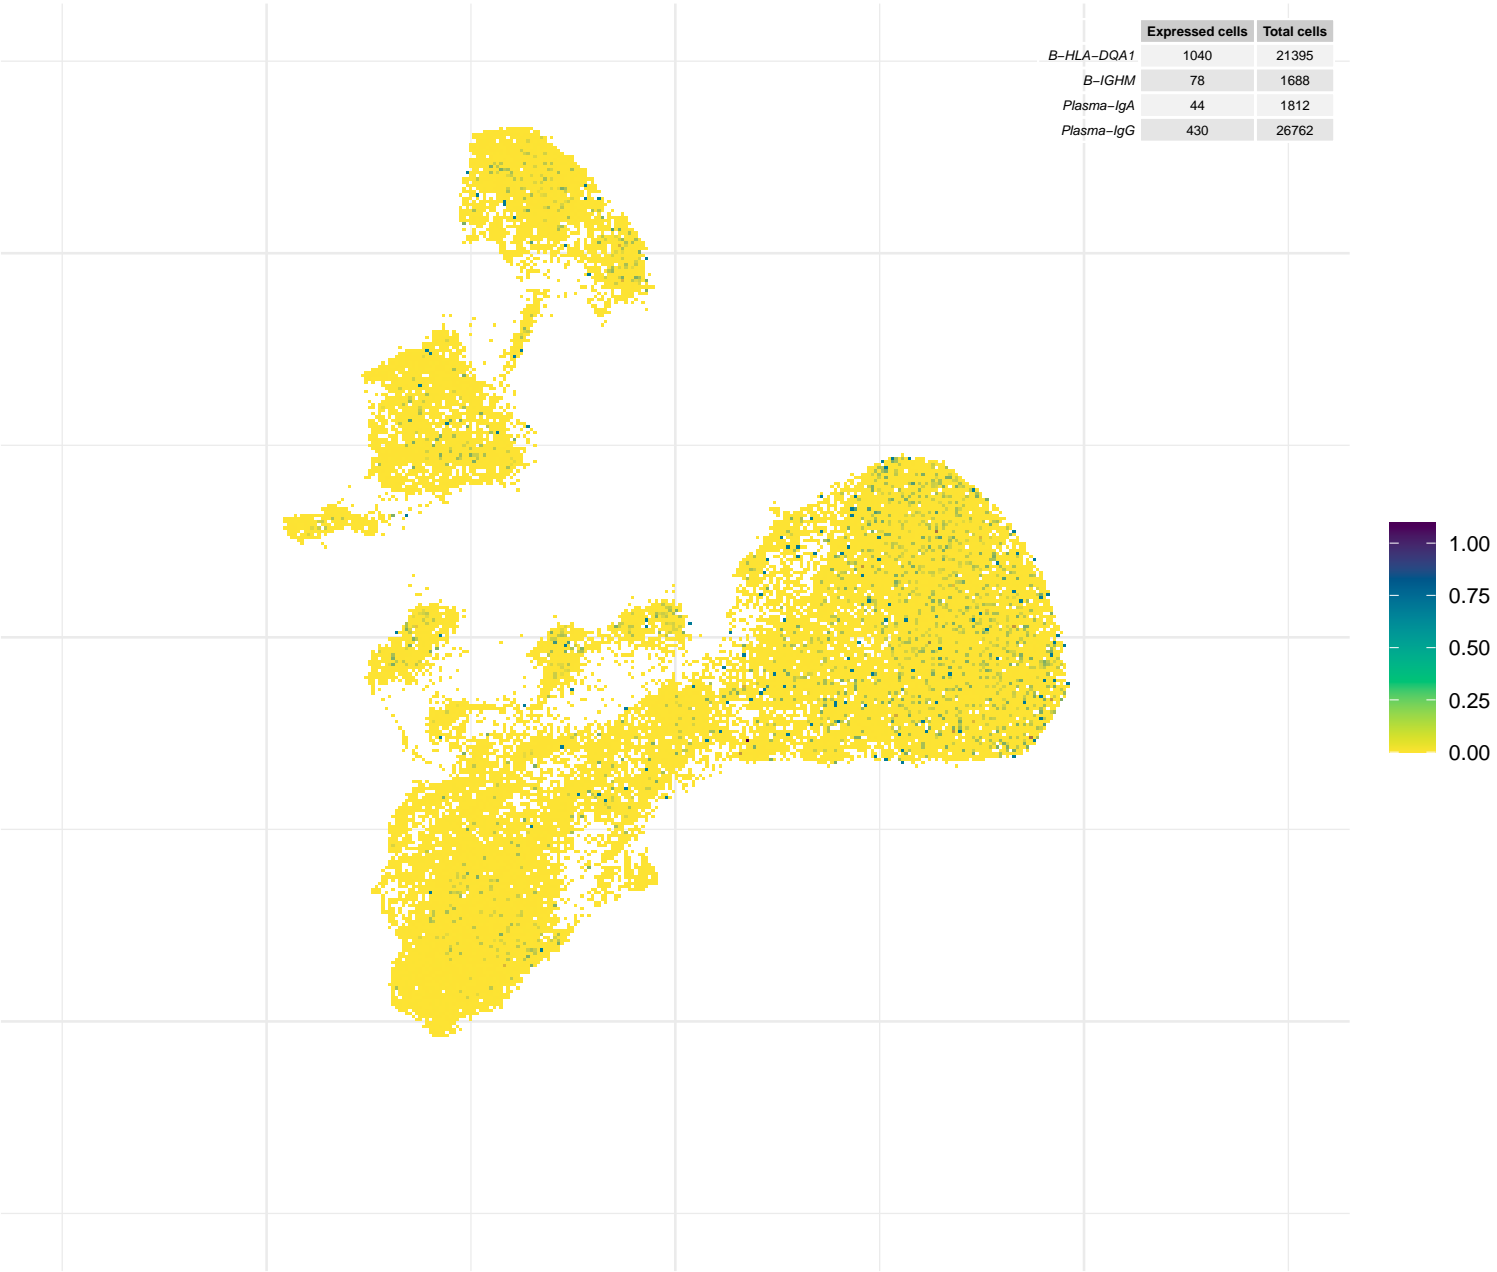 Expressed cells Total cells
B−HLA−DQA1 1040 21395
B−IGHM 78 1688
Plasma−IgA 44 1812
Plasma−IgG 430 26762
1.00
0.75
0.50
0.25
0.00